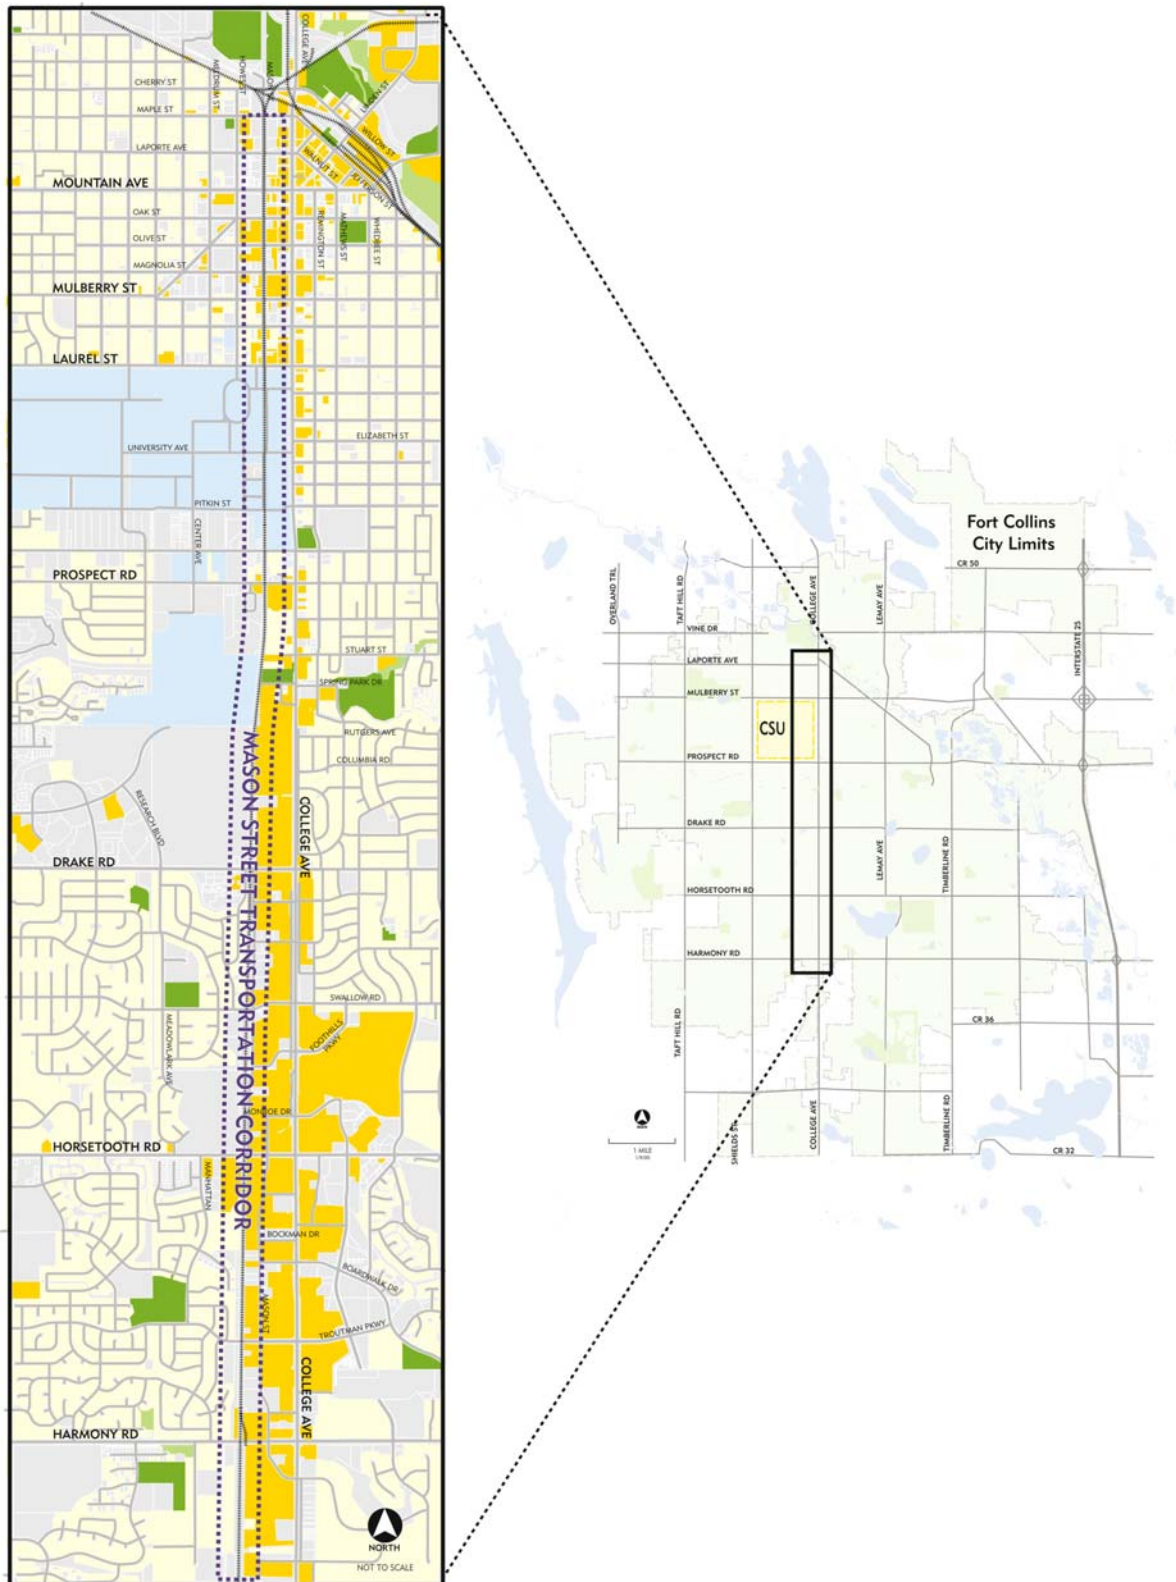 COLLEGE AVE
HOWES ST
MELDRUM ST
MASON
CHERRY ST
LINDEN ST
MAPLE ST
WILLOW ST
LAPORTE AVE
WALNUT ST
JEFFERSON ST
MOUNTAIN AVE
OAK ST
REMINGTON ST
MATHEWS ST
WHEDBEE ST
OLIVE ST
MAGNOLIA ST
MULBERRY ST
LAUREL ST
ELIZABETH ST
UNIVERSITY AVE
PITKIN ST
CENTER AVE
PROSPECT RD
STUART ST
SPRING PARK DR
RUTGERS AVE
COLUMBIA RD
MASON STREET TRANSPORTATION CORRIDOR
RESEARCH BLVD
COLLEGE AVE
DRAKE RD
SWALLOW RD
MEADOWLARK AVE
FOOTHILLS
PKWY
MONROE DR
HORSETOOTH RD
MANHATTAN
BOCKMAN DR
BOARDWALK DR
MASON ST
TROUTMAN PKWY
COLLEGE AVE
HARMONY RD
NORTH
NOT TO SCALE
Fort Collins
City Limits
CR 50
OVERLAND TRL
TAFT HILL RD
COLLEGE AVE
LEMAY AVE
INTERSTATE 25
VINE DR
LAPORTE AVE
MULBERRY ST
CSU
PROSPECT RD
DRAKE RD
LEMAY AVE
TIMBERLINE RD
HORSETOOTH RD
HARMONY RD
TAFT HILL RD
CR 36
COLLEGE AVE
TIMBERLINE RD
SHIELDS ST
1 MILE
CR 32